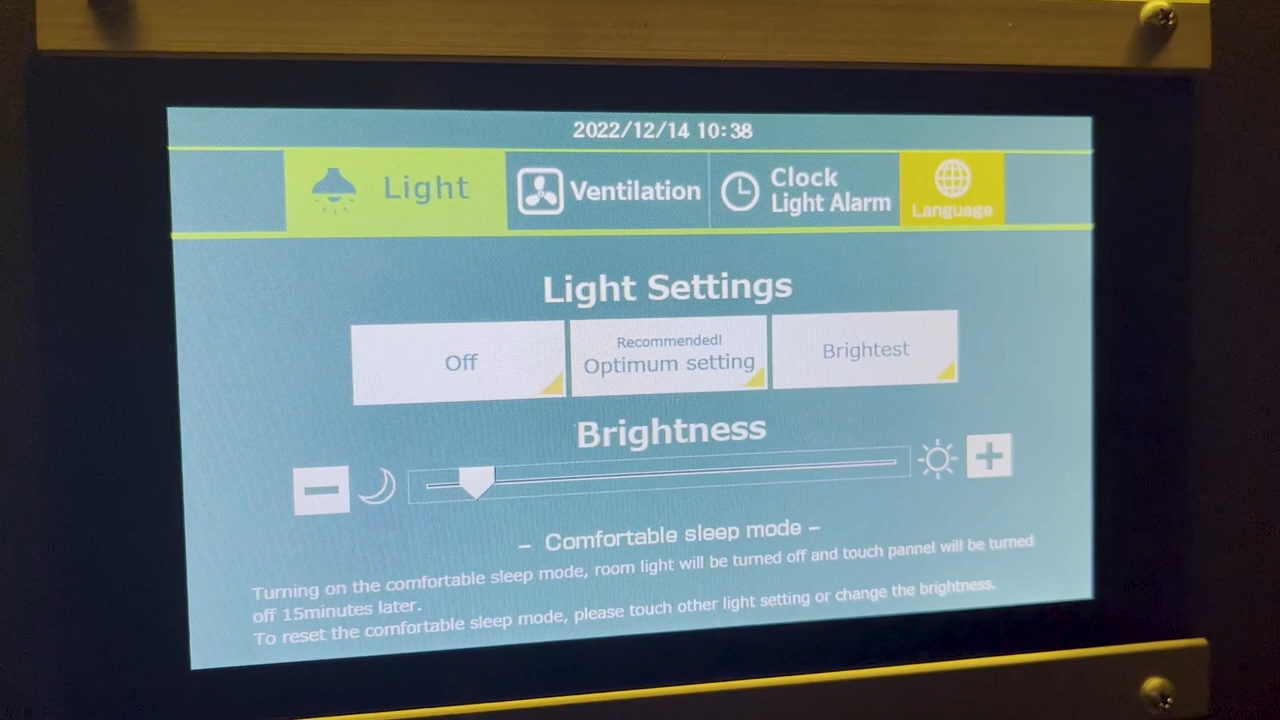 2022/12/14 10:38
Light
Ventilation
Clock
Light Alarm
Language
Light Settings
Off
Recommended!
Optimum setting
Brightest
Brightness
– Comfortable sleep mode –
Turning on the comfortable sleep mode, room light will be turned off and touch pannel will be turned
off 15minutes later.
To reset the comfortable sleep mode, please touch other light setting or change the brightness.